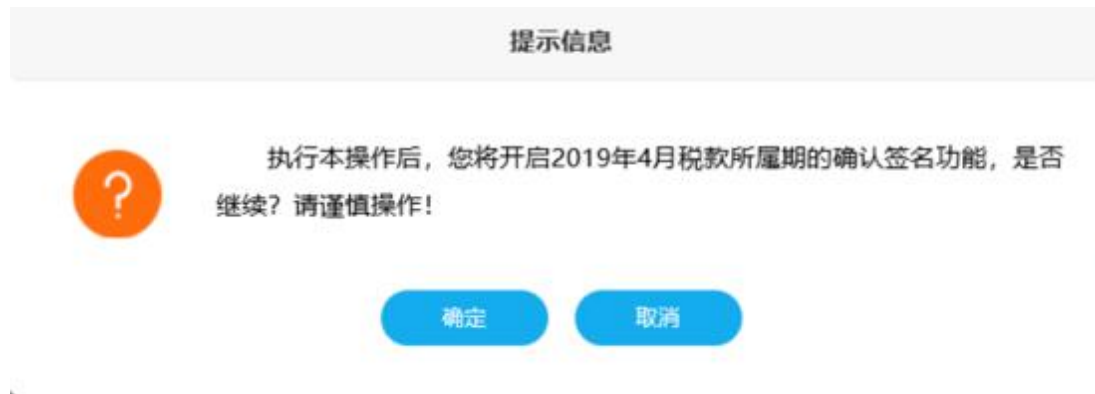 提示信息
执行本操作后，您将开启2019年4月税款所属期的确认签名功能，是否
继续？请谨慎操作！
确定
取消